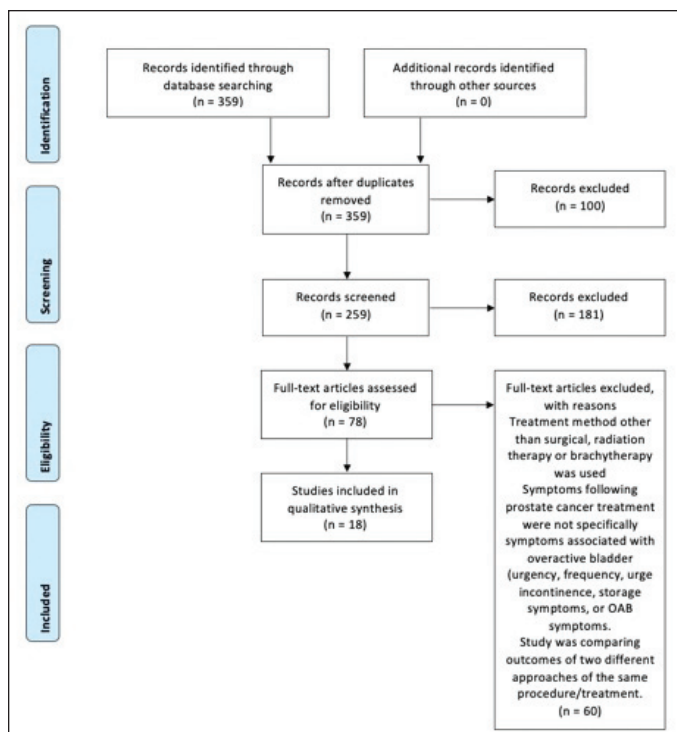 Identification
Records identified through
database searching
(n = 359)
Additional records identified
through other sources
(n = 0)
Records after duplicates
removed
(n = 359)
Records excluded
(n = 100)
Screening
Records screened
(n = 259)
Records excluded
(n = 181)
Eligibility
Full-text articles assessed
for eligibility
(n = 78)
Full-text articles excluded,
with reasons
Treatment method other
than surgical, radiation
therapy or brachytherapy
was used
Symptoms following
prostate cancer treatment
were not specifically
symptoms associated with
overactive bladder
(urgency, frequency, urge
incontinence, storage
symptoms, or OAB
symptoms.
Study was comparing
outcomes of two different
approaches of the same
procedure/treatment.
(n = 60)
Included
Studies included in
qualitative synthesis
(n = 18)